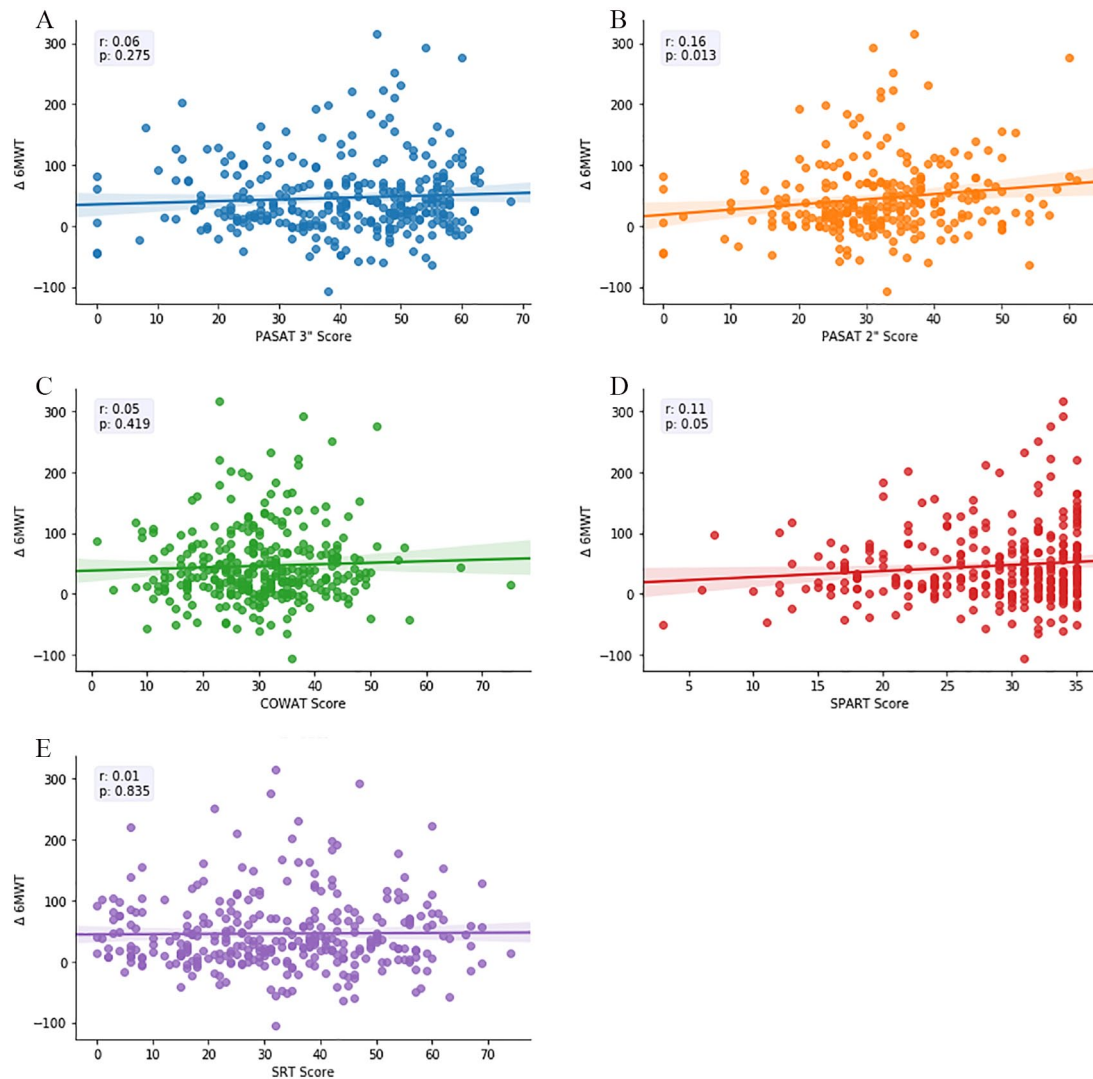 A
r: 0.06
p: 0.275
300
200
100
0
−100
Δ 6MWT
0 10 20 30 40 50 60 70
PASAT 3" Score
B
r: 0.16
p: 0.013
300
200
100
0
−100
Δ 6MWT
0 10 20 30 40 50 60
PASAT 2" Score
C
r: 0.05
p: 0.419
300
200
100
0
−100
Δ 6MWT
0 10 20 30 40 50 60 70
COWAT Score
D
r: 0.11
p: 0.05
300
200
100
0
−100
Δ 6MWT
5 10 15 20 25 30 35
SPART Score
E
r: 0.01
p: 0.835
300
200
100
0
−100
Δ 6MWT
0 10 20 30 40 50 60 70
SRT Score